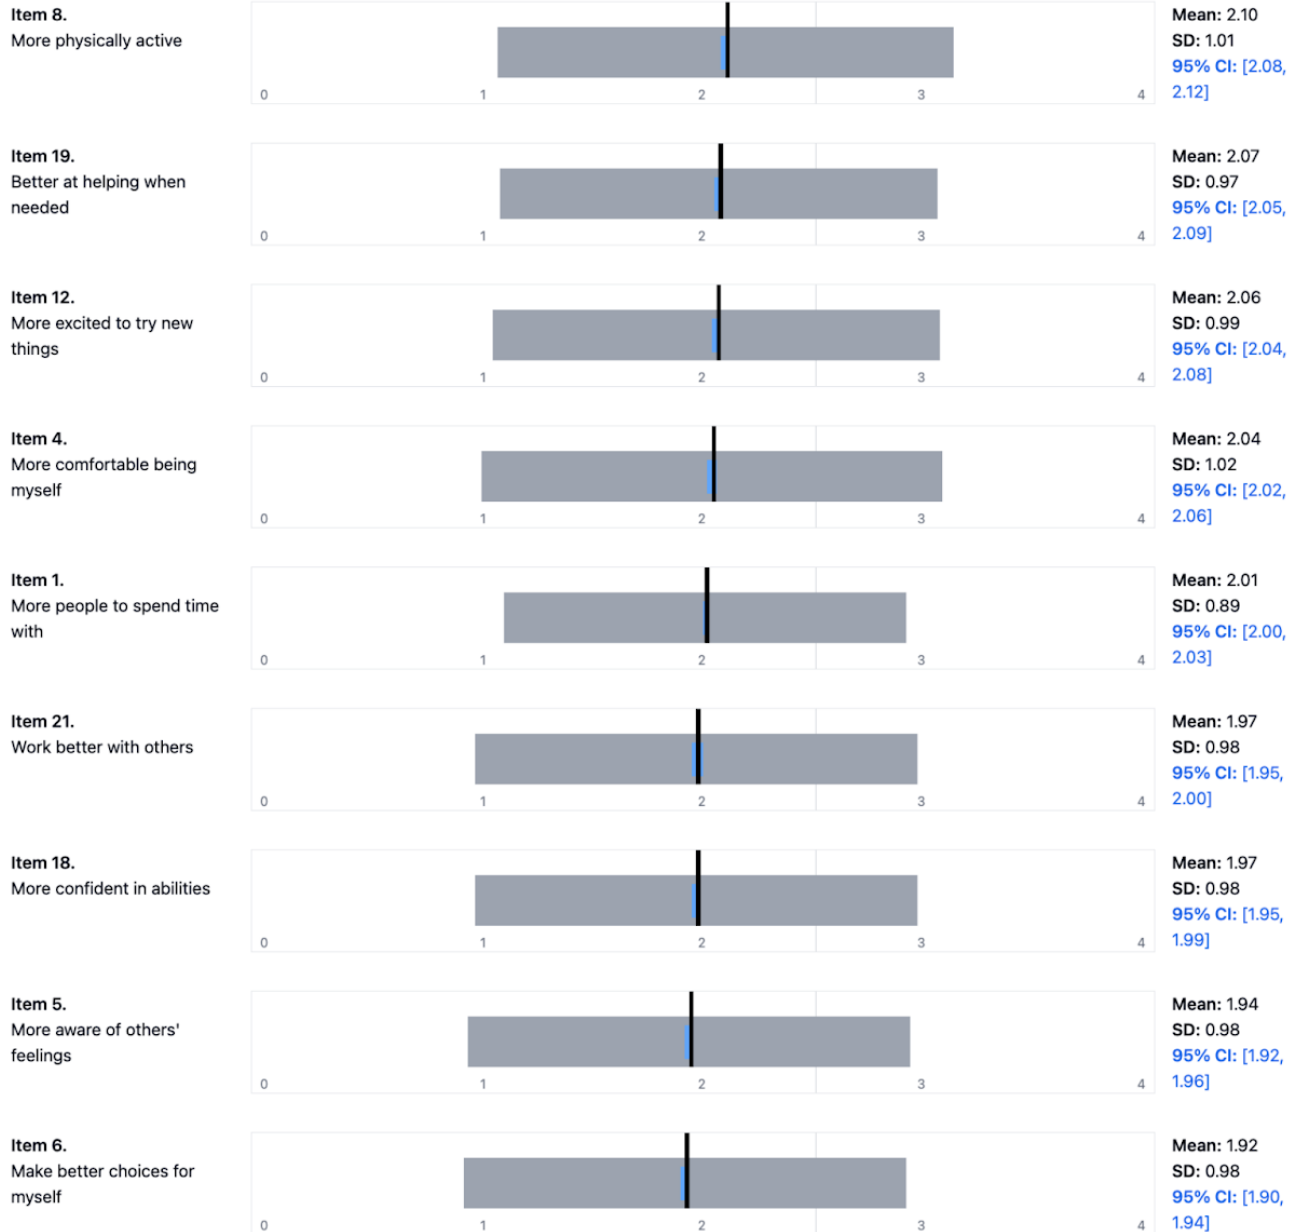 Item 8.
More physically active
0 1 2 3 4
Mean: 2.10
SD: 1.01
95% CI: [2.08,
2.12]
Item 19.
Better at helping when
needed
0 1 2 3 4
Mean: 2.07
SD: 0.97
95% CI: [2.05,
2.09]
Item 12.
More excited to try new
things
0 1 2 3 4
Mean: 2.06
SD: 0.99
95% CI: [2.04,
2.08]
Item 4.
More comfortable being
myself
0 1 2 3 4
Mean: 2.04
SD: 1.02
95% CI: [2.02,
2.06]
Item 1.
More people to spend time
with
0 1 2 3 4
Mean: 2.01
SD: 0.89
95% CI: [2.00,
2.03]
Item 21.
Work better with others
0 1 2 3 4
Mean: 1.97
SD: 0.98
95% CI: [1.95,
2.00]
Item 18.
More confident in abilities
0 1 2 3 4
Mean: 1.97
SD: 0.98
95% CI: [1.95,
1.99]
Item 5.
More aware of others'
feelings
0 1 2 3 4
Mean: 1.94
SD: 0.98
95% CI: [1.92,
1.96]
Item 6.
Make better choices for
myself
0 1 2 3 4
Mean: 1.92
SD: 0.98
95% CI: [1.90,
1.94]